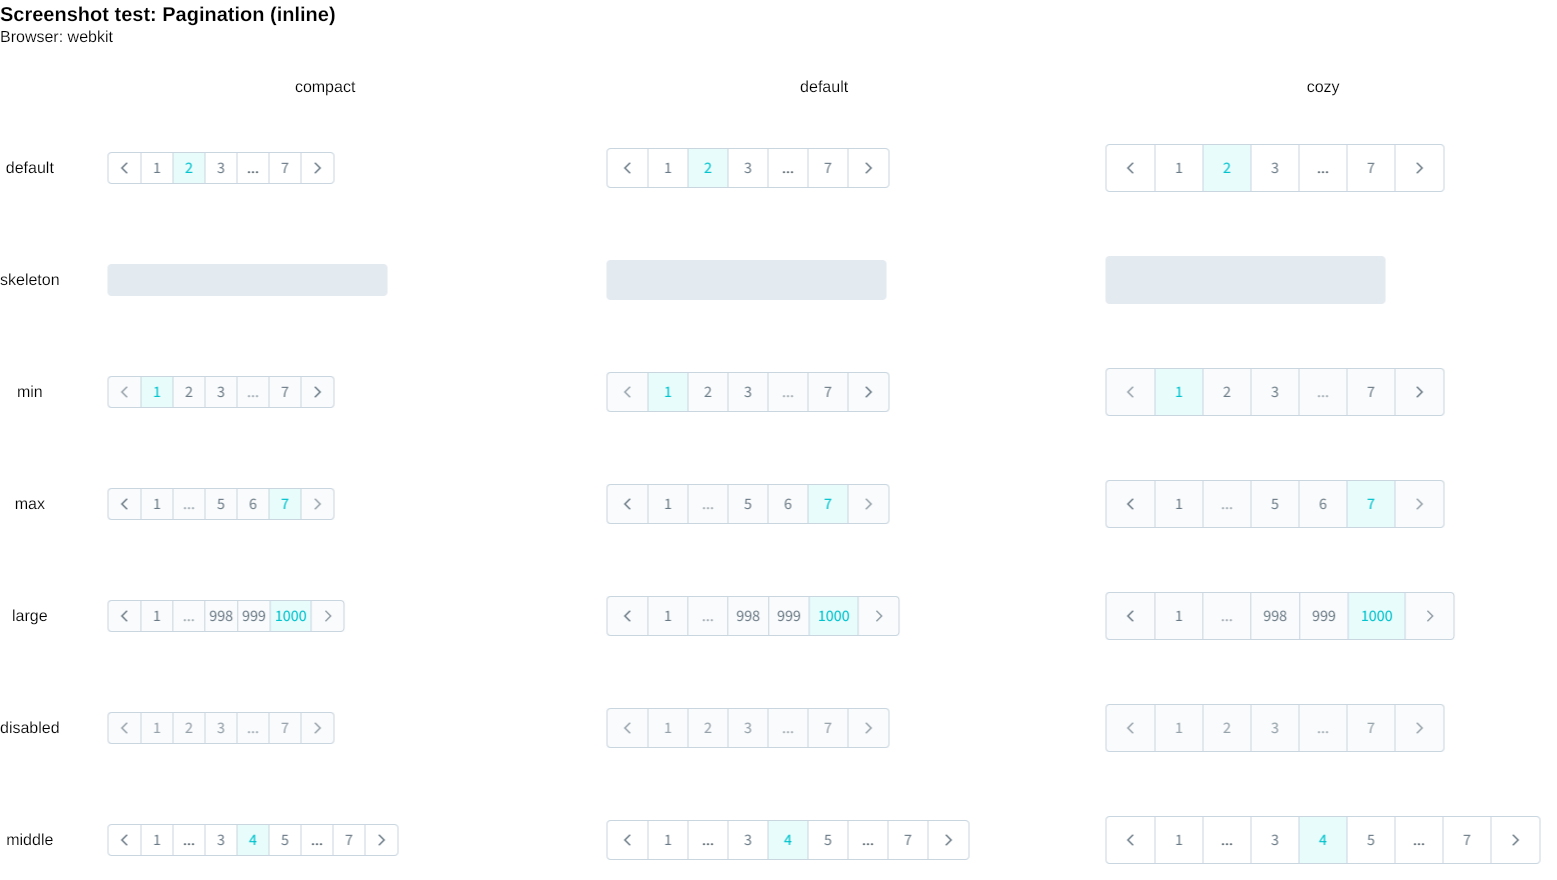 Screenshot test: Pagination (inline)
Browser: webkit
compact default cozy
default 1 2 3 ... 7 1 2 3 ... 7 1 2 3 ... 7
skeleton
min 1 2 3 ... 7 1 2 3 ... 7 1 2 3 ... 7
max 1 ... 5 6 7 1 ... 5 6 7 1 ... 5 6 7
large 1 ... 998 999 1000 1 ... 998 999 1000 1 ... 998 999 1000
disabled 1 2 3 ... 7 1 2 3 ... 7 1 2 3 ... 7
middle 1 ... 3 4 5 ... 7 1 ... 3 4 5 ... 7 1 ... 3 4 5 ... 7